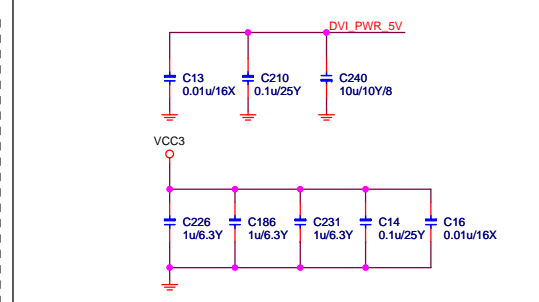 DVI_PWR_5V
C13
0.01u/16X
C210
0.1u/25Y
C240
10u/10Y/8
VCC3
C226
1u/6.3Y
C186
1u/6.3Y
C231
1u/6.3Y
C14
0.1u/25Y
C16
0.01u/16X